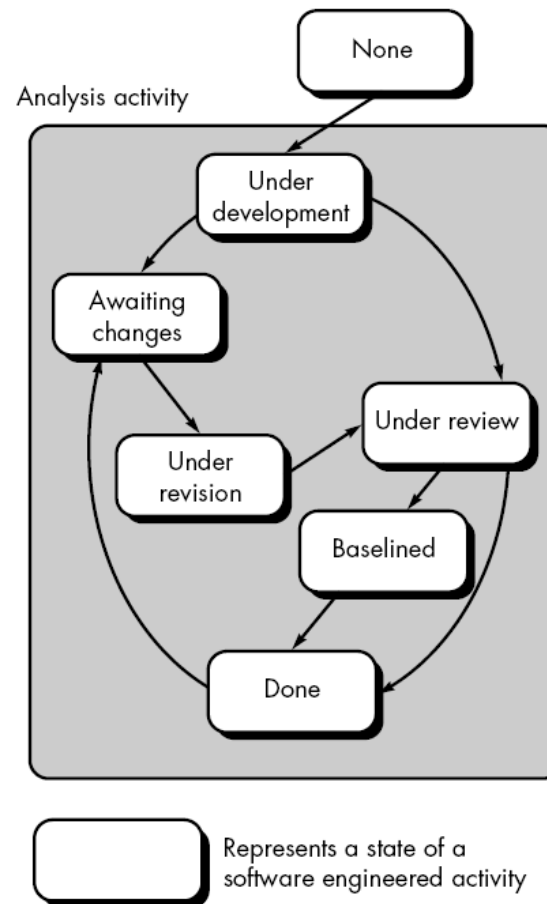 None
Analysis activity
Under
development
Awaiting
changes
Under review
Under
revision
Baselined
Done
Represents a state of a
software engineered activity